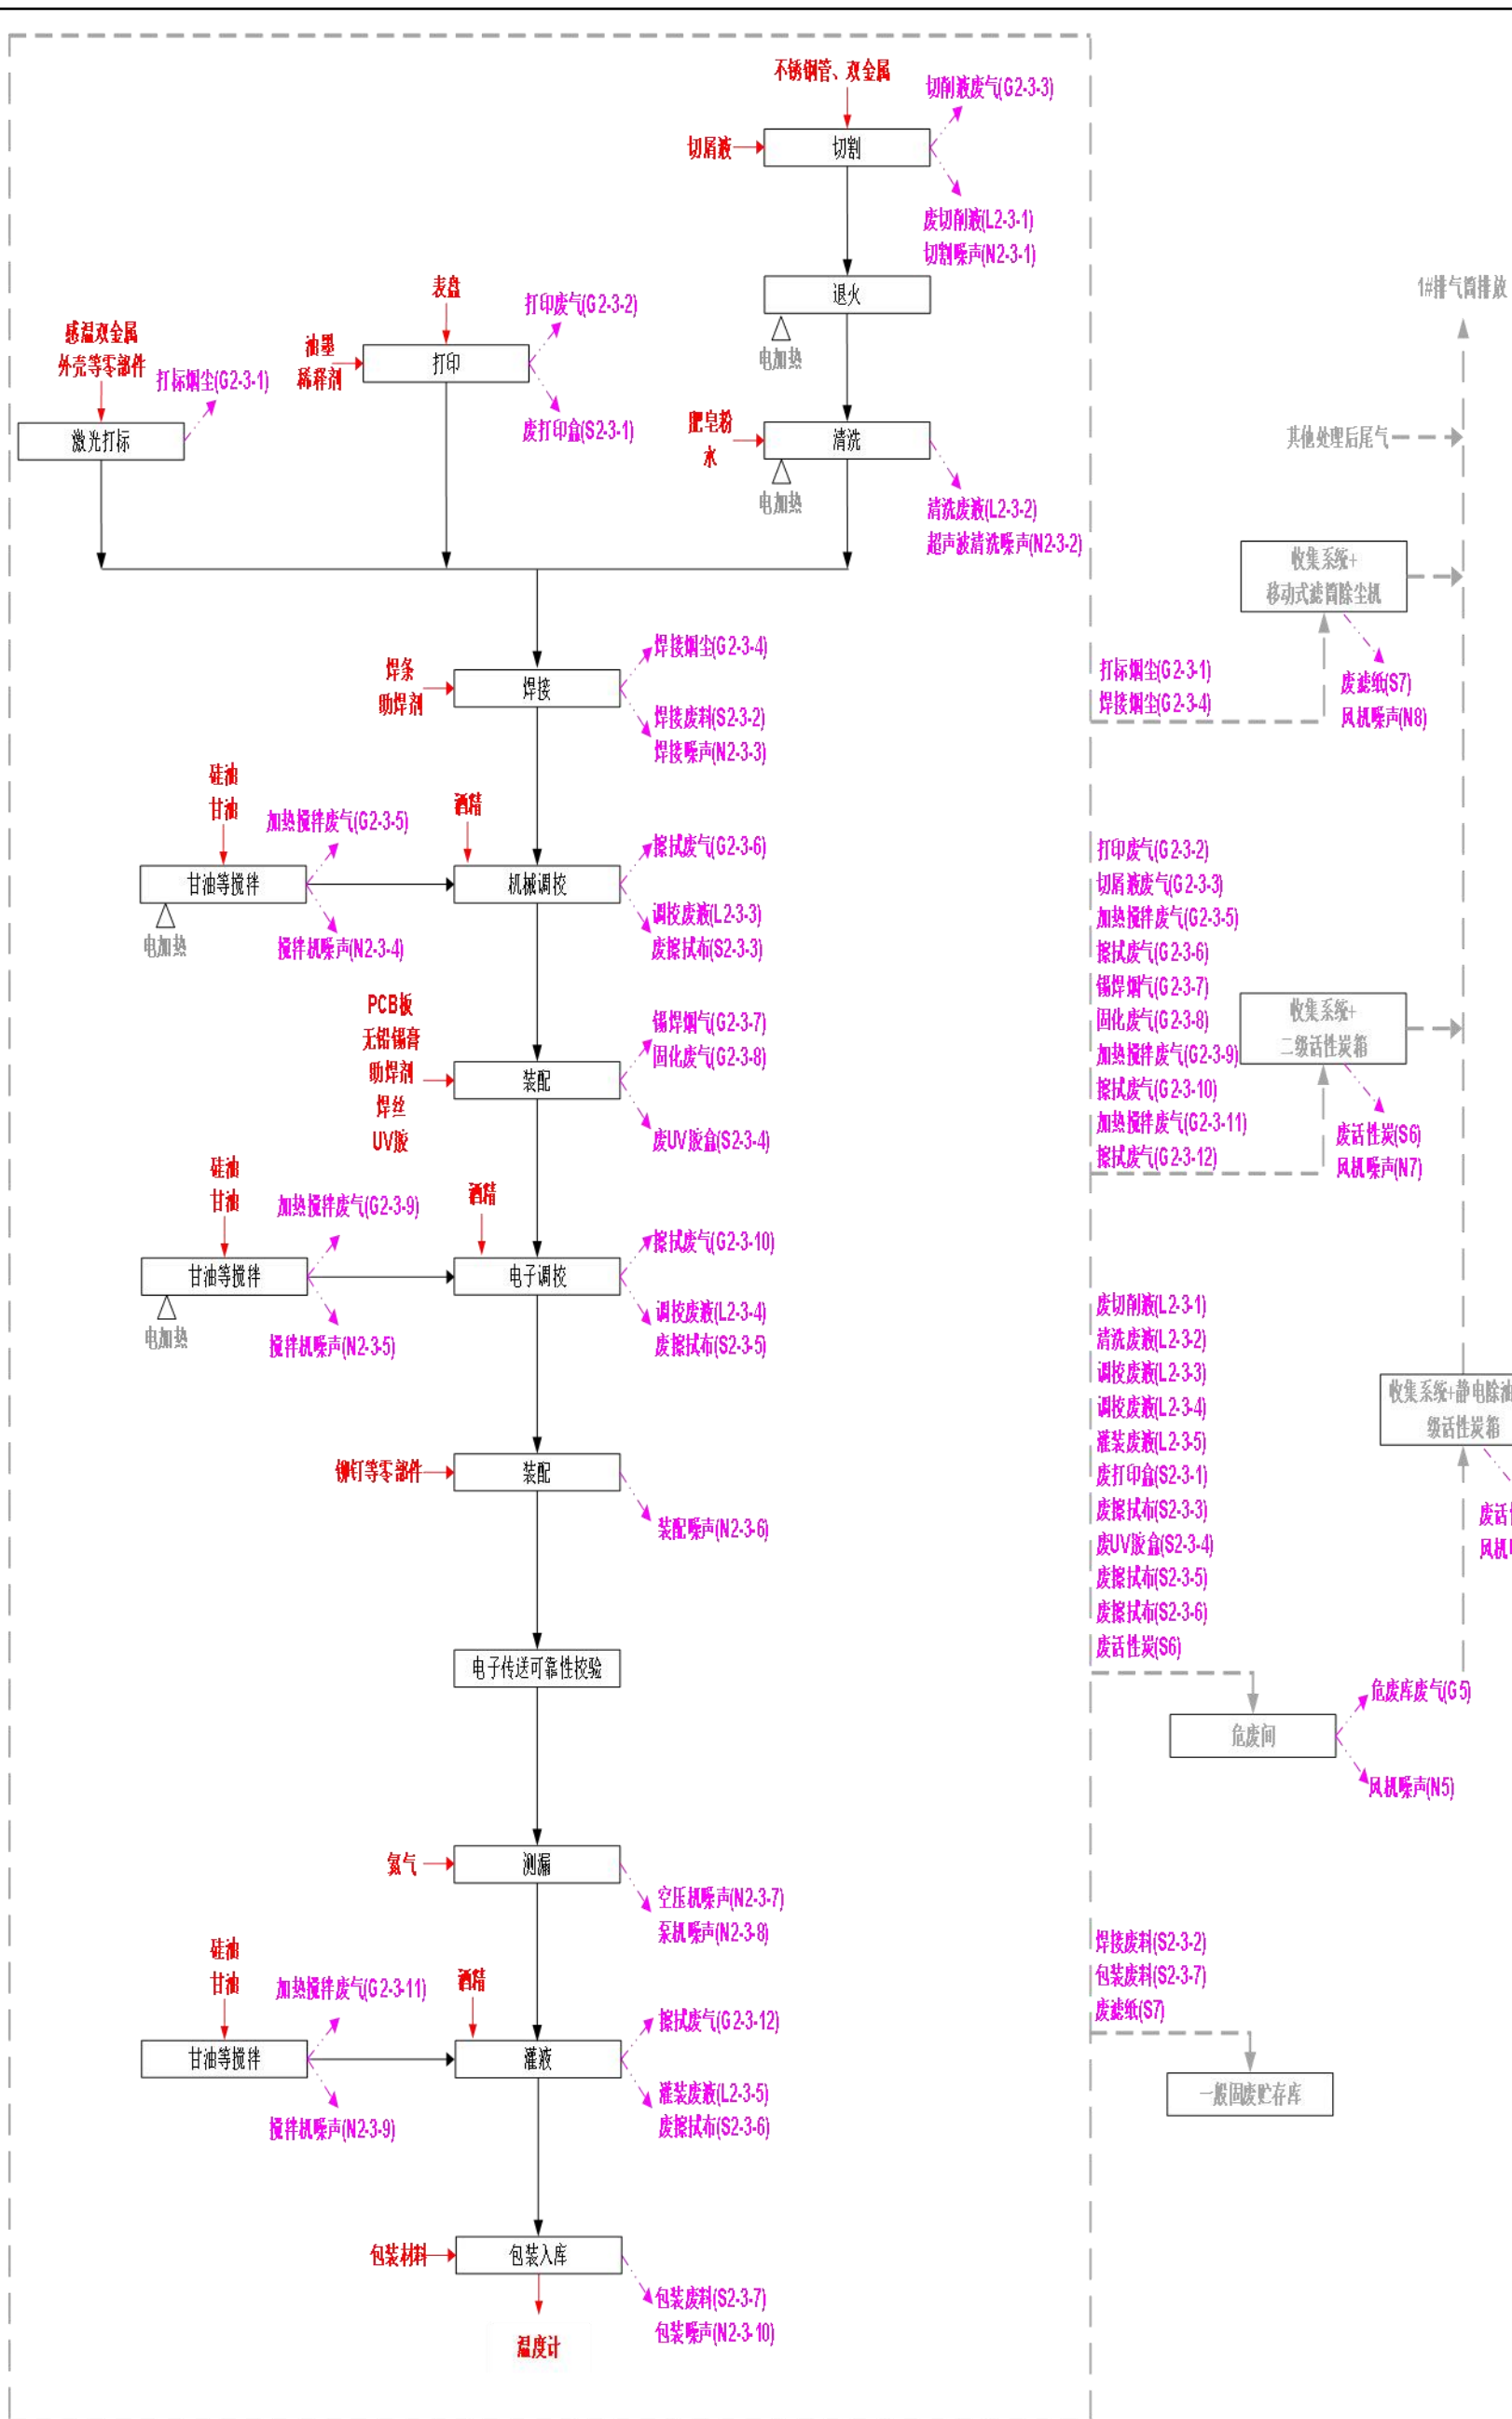 不锈钢管、双金属
切削液废气(G2-3-3)
切屑液
切割
废切削液(L2-3-1)
切割噪声(N2-3-1)
退火
电加热
表盘
打印废气(G2-3-2)
油墨
稀释剂
打印
废打印盒(S2-3-1)
感温双金属
外壳等零部件
打标烟尘(G2-3-1)
激光打标
肥皂粉
水
清洗
电加热
清洗废液(L2-3-2)
超声波清洗噪声(N2-3-2)
焊条
助焊剂
焊接
焊接烟尘(G2-3-4)
焊接废料(S2-3-2)
焊接噪声(N2-3-3)
硅油
甘油
加热搅拌废气(G2-3-5)
甘油等搅拌
电加热
搅拌机噪声(N2-3-4)
酒精
机械调校
擦拭废气(G2-3-6)
调校废液(L2-3-3)
废擦拭布(S2-3-3)
PCB板
无铅锡膏
助焊剂
焊丝
UV胶
装配
锡焊烟气(G2-3-7)
固化废气(G2-3-8)
废UV胶盒(S2-3-4)
硅油
甘油
加热搅拌废气(G2-3-9)
甘油等搅拌
电加热
搅拌机噪声(N2-3-5)
酒精
电子调校
擦拭废气(G2-3-10)
调校废液(L2-3-4)
废擦拭布(S2-3-5)
铆钉等零部件
装配
装配噪声(N2-3-6)
电子传送可靠性校验
氮气
测漏
空压机噪声(N2-3-7)
泵机噪声(N2-3-8)
硅油
甘油
加热搅拌废气(G2-3-11)
甘油等搅拌
搅拌机噪声(N2-3-9)
酒精
灌液
擦拭废气(G2-3-12)
灌装废液(L2-3-5)
废擦拭布(S2-3-6)
包装材料
包装入库
包装废料(S2-3-7)
包装噪声(N2-3-10)
温度计
1#排气筒排放
其他处理后尾气
收集系统+
移动式滤筒除尘机
打标烟尘(G2-3-1)
焊接烟尘(G2-3-4)
废滤纸(S7)
风机噪声(N8)
打印废气(G2-3-2)
切屑液废气(G2-3-3)
加热搅拌废气(G2-3-5)
擦拭废气(G2-3-6)
锡焊烟气(G2-3-7)
固化废气(G2-3-8)
加热搅拌废气(G2-3-9)
擦拭废气(G2-3-10)
加热搅拌废气(G2-3-11)
擦拭废气(G2-3-12)
收集系统+
二级活性炭箱
废活性炭(S6)
风机噪声(N7)
废切削液(L2-3-1)
清洗废液(L2-3-2)
调校废液(L2-3-3)
调校废液(L2-3-4)
灌装废液(L2-3-5)
废打印盒(S2-3-1)
废擦拭布(S2-3-3)
废UV胶盒(S2-3-4)
废擦拭布(S2-3-5)
废擦拭布(S2-3-6)
废活性炭(S6)
收集系统+静电除油
级活性炭箱
废活
风机
危废间
危废库废气(G5)
风机噪声(N5)
焊接废料(S2-3-2)
包装废料(S2-3-7)
废滤纸(S7)
一般固废贮存库